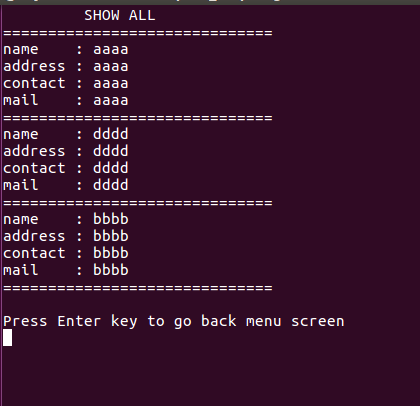 SHOW ALL
==============================
name    : aaaa
address : aaaa
contact : aaaa
mail    : aaaa
==============================
name    : dddd
address : dddd
contact : dddd
mail    : dddd
==============================
name    : bbbb
address : bbbb
contact : bbbb
mail    : bbbb
==============================
Press Enter key to go back menu screen